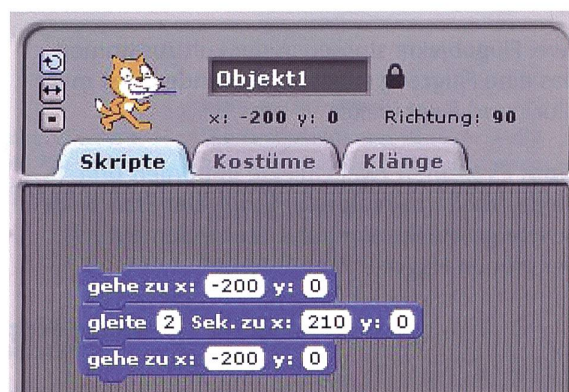 Objekt1
x: -200 y: 0 Richtung: 90
Skripte Kostüme Klänge
gehe zu x: -200 y: 0
gleite 2 Sek. zu x: 210 y: 0
gehe zu x: -200 y: 0